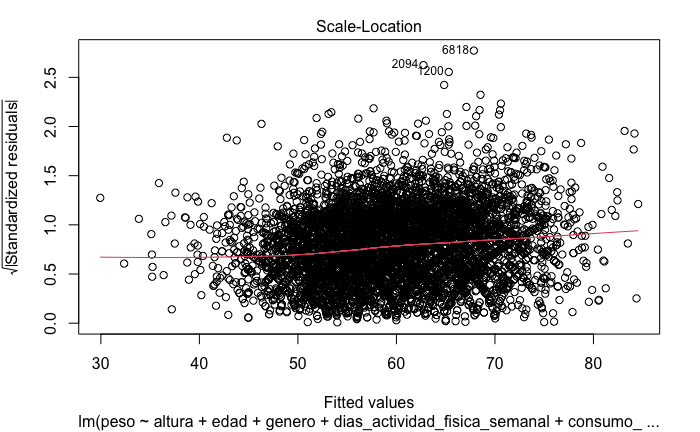 Scale-Location
√|Standardized residuals|
0.0 0.5 1.0 1.5 2.0 2.5
6818
2094
1200
30 40 50 60 70 80
Fitted values
lm(peso ~ altura + edad + genero + dias_actividad_fisica_semanal + consumo_ ...